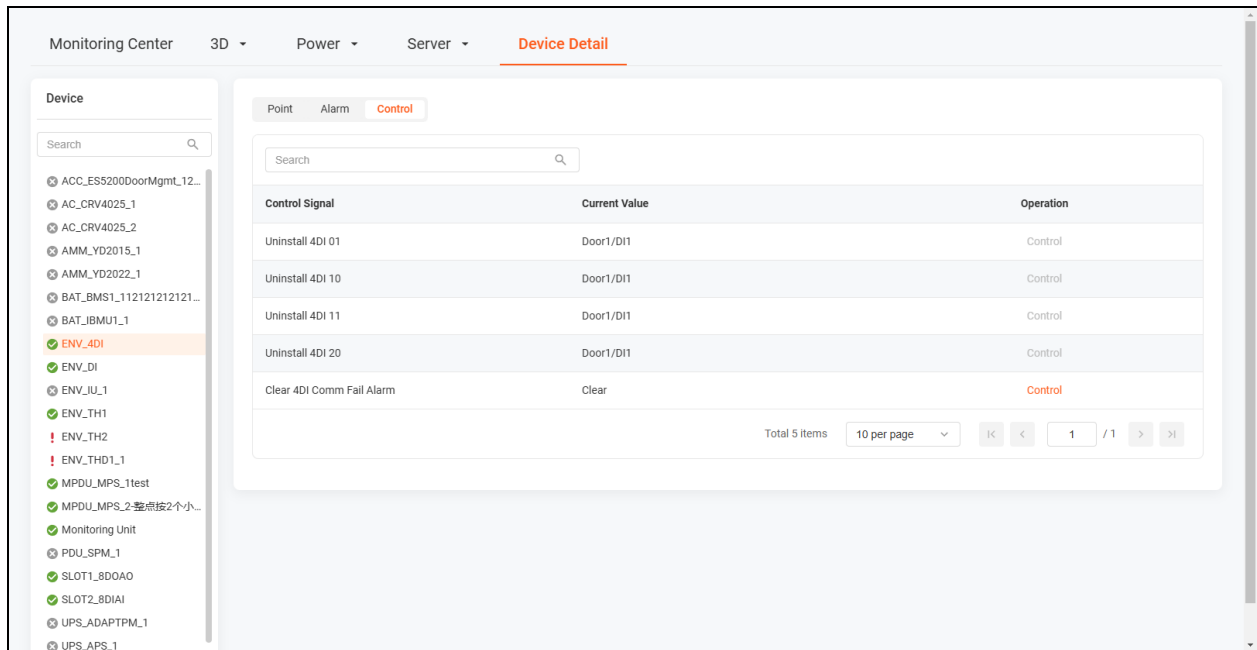 Monitoring Center 3D Power Server Device Detail
Device
Search
ACC_ES5200DoorMgmt_12...
AC_CRV4025_1
AC_CRV4025_2
AMM_YD2015_1
AMM_YD2022_1
BAT_BMS1_112121212121...
BAT_IBMU1_1
ENV_4DI
ENV_DI
ENV_IU_1
ENV_TH1
ENV_TH2
ENV_THD1_1
MPDU_MPS_1test
MPDU_MPS_2-整点按2个小...
Monitoring Unit
PDU_SPM_1
SLOT1_8DOAO
SLOT2_8DIAI
UPS_ADAPTPM_1
UPS_APS_1
Point Alarm Control
Search
Control Signal Current Value Operation
Uninstall 4DI 01 Door1/DI1 Control
Uninstall 4DI 10 Door1/DI1 Control
Uninstall 4DI 11 Door1/DI1 Control
Uninstall 4DI 20 Door1/DI1 Control
Clear 4DI Comm Fail Alarm Clear Control
Total 5 items 10 per page 1 / 1